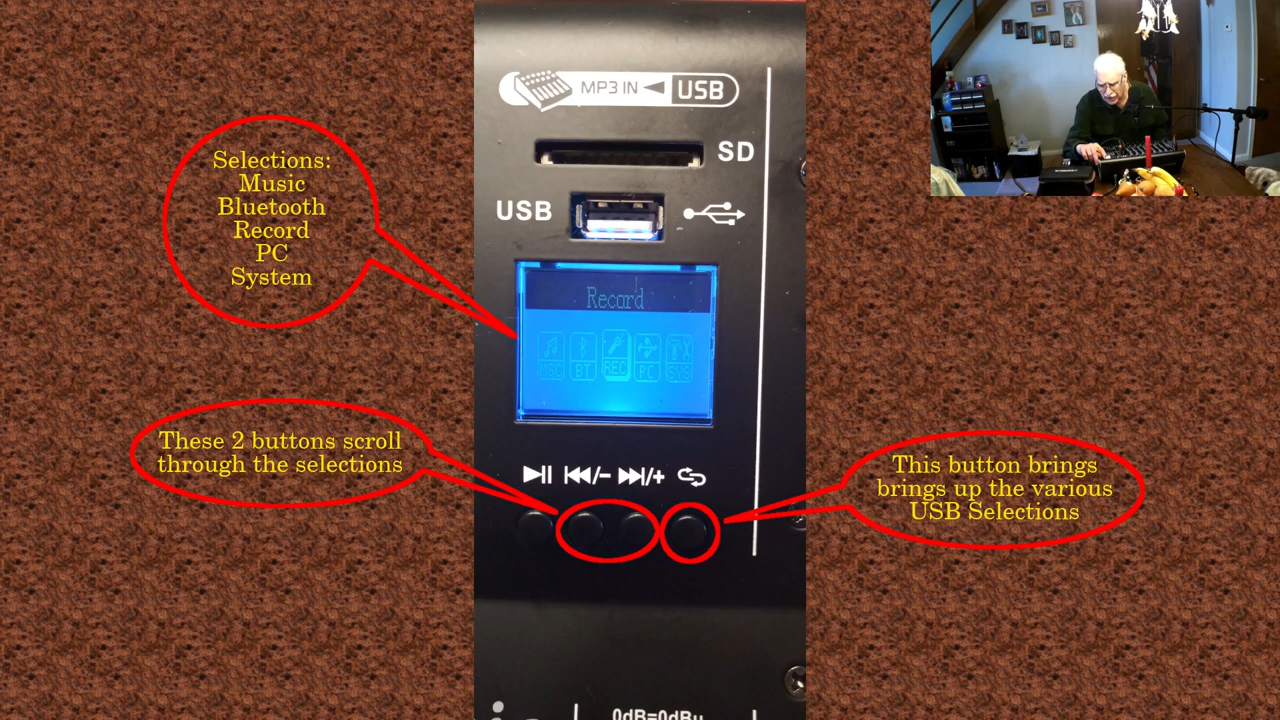 MP3 IN USB
SD
USB
Selections:
Music
Bluetooth
Record
PC
System
Record
MSC BT REC PC SYS
These 2 buttons scroll
through the selections
/- /+
This button brings
brings up the various
USB Selections
0dB=0dBu